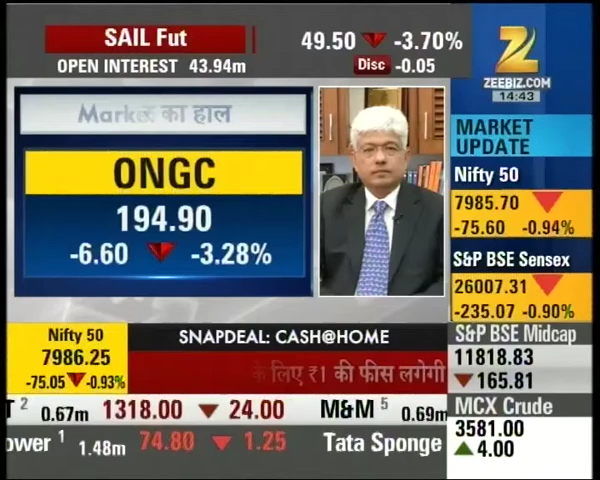 SAIL Fut
49.50 -3.70%
OPEN INTEREST 43.94m
Disc -0.05
Z
ZEEBIZ.COM
14:43
Market का हाल
ONGC
194.90
-6.60 -3.28%
MARKET
UPDATE
Nifty 50
7985.70
-75.60 -0.94%
S&P BSE Sensex
26007.31
-235.07 -0.90%
S&P BSE Midcap
11818.83
165.81
MCX Crude
3581.00
4.00
Nifty 50
7986.25
-75.05 -0.93%
SNAPDEAL: CASH@HOME
के लिए ₹1 की फीस लगेगी
T 2 0.67m 1318.00 24.00 M&M 5 0.69m
ower 1 1.48m 74.80 1.25 Tata Sponge